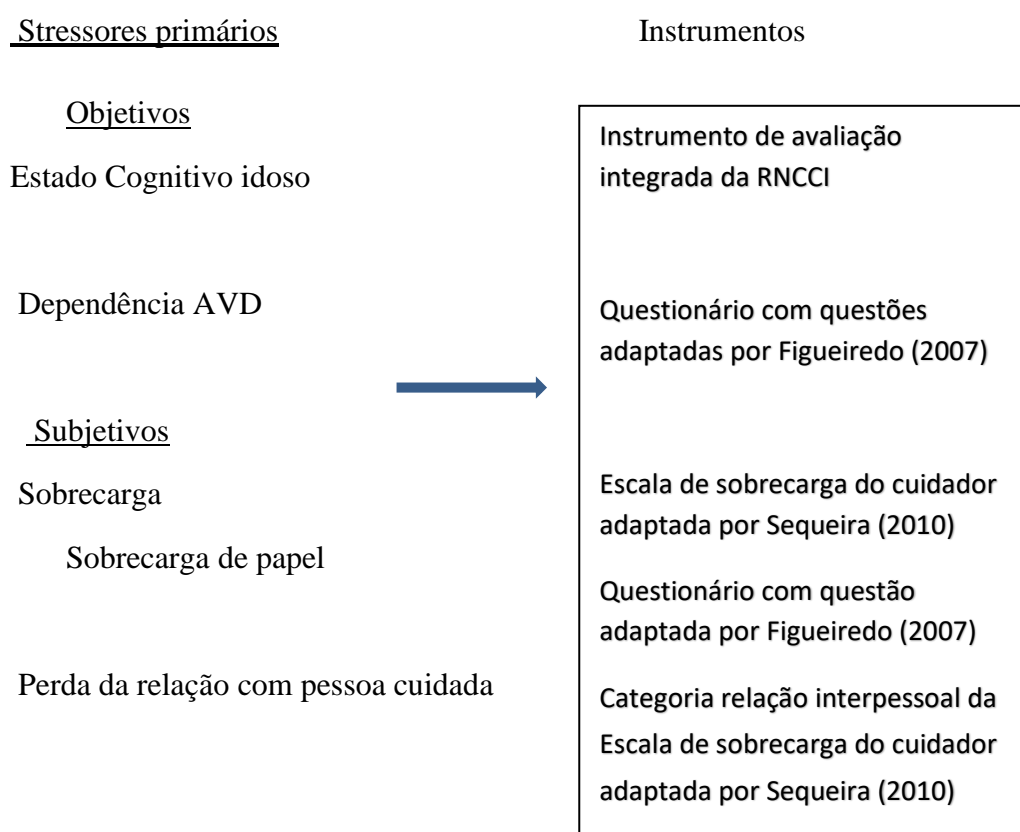 Stressores primários
Instrumentos
Objetivos
Estado Cognitivo idoso
Dependência AVD
Subjetivos
Sobrecarga
Sobrecarga de papel
Perda da relação com pessoa cuidada
Instrumento de avaliação
integrada da RNCCI
Questionário com questões
adaptadas por Figueiredo (2007)
Escala de sobrecarga do cuidador
adaptada por Sequeira (2010)
Questionário com questão
adaptada por Figueiredo (2007)
Categoria relação interpessoal da
Escala de sobrecarga do cuidador
adaptada por Sequeira (2010)